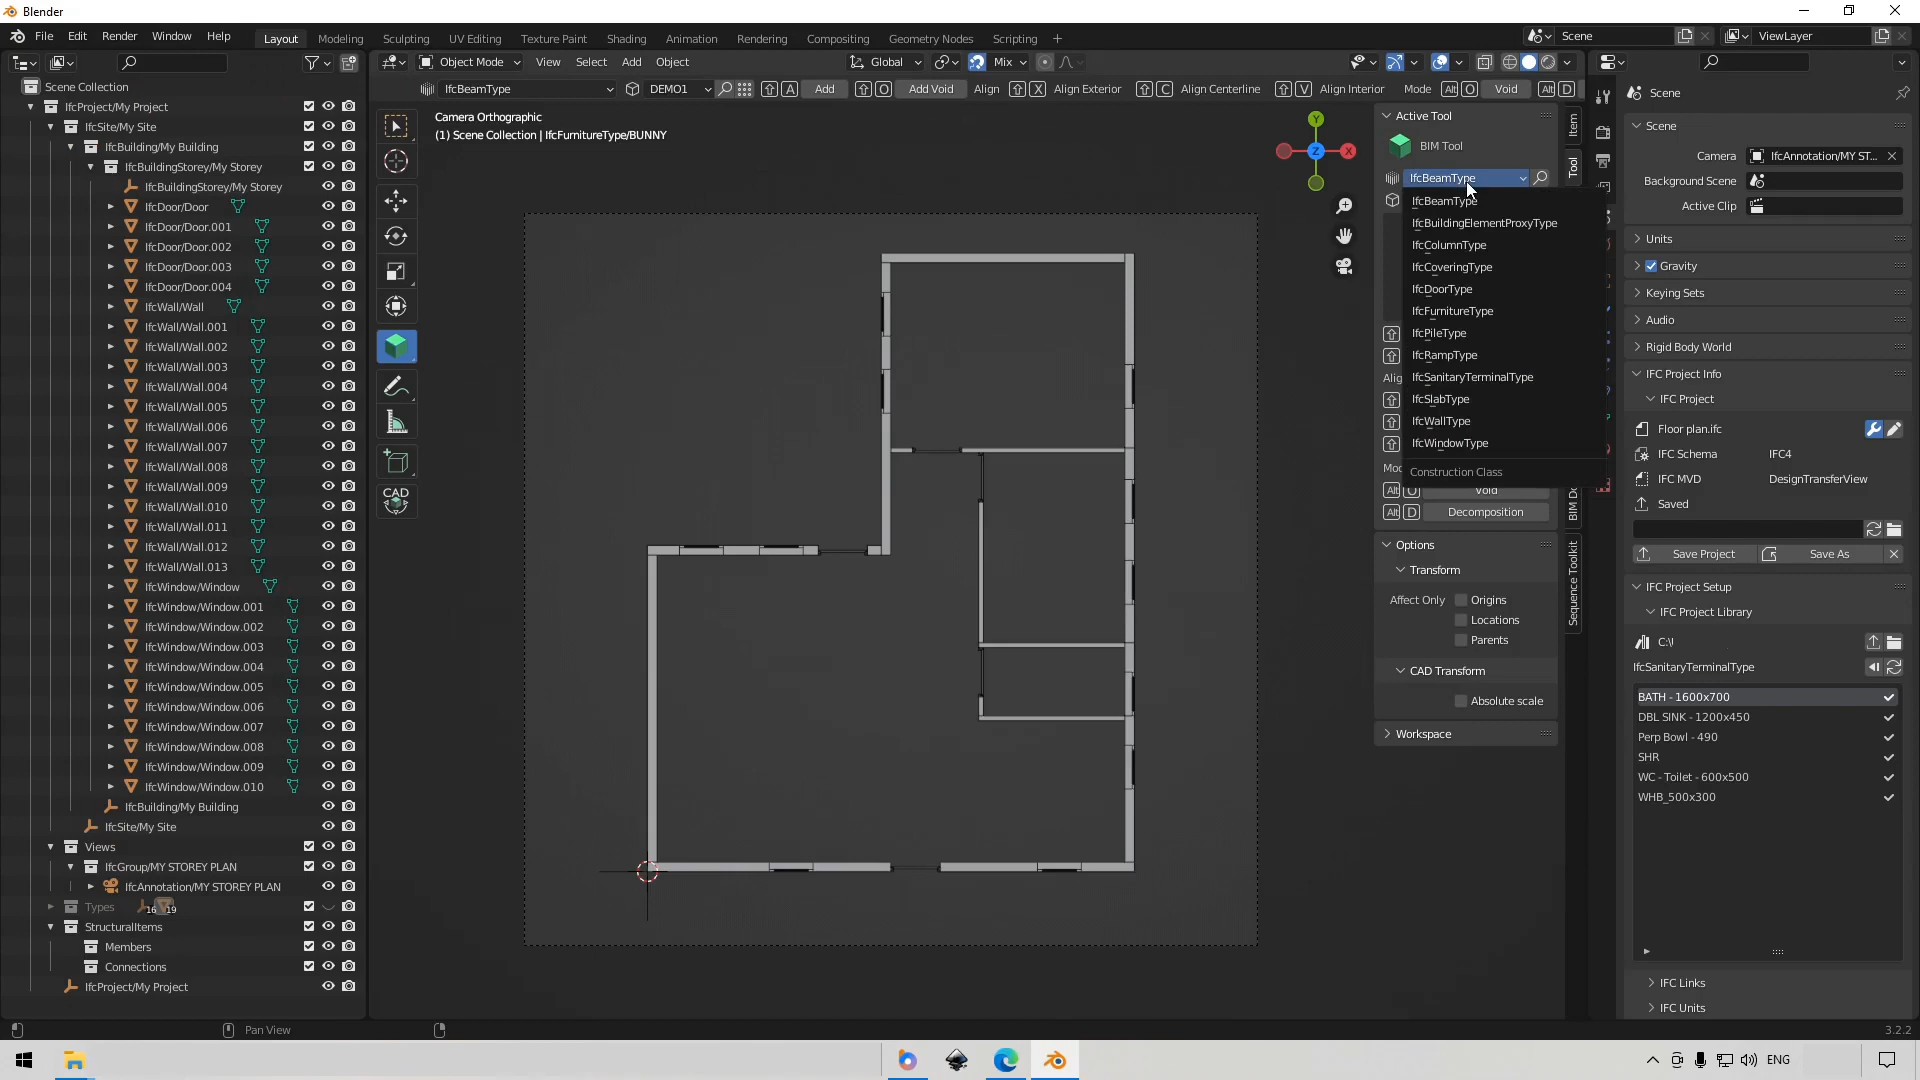 Blender
File Edit Render Window Help Layout Modeling Sculpting UV Editing Texture Paint Shading Animation Rendering Compositing Geometry Nodes Scripting + Scene ViewLayer
Object Mode View Select Add Object Global Mix
IfcBeamType DEMO1 A Add O Add Void Align X Align Exterior C Align Centerline V Align Interior Mode Alt O Void Alt D
Scene Collection
IfcProject/My Project
IfcSite/My Site
IfcBuilding/My Building
IfcBuildingStorey/My Storey
IfcBuildingStorey/My Storey
IfcDoor/Door
IfcDoor/Door.001
IfcDoor/Door.002
IfcDoor/Door.003
IfcDoor/Door.004
IfcWall/Wall
IfcWall/Wall.001
IfcWall/Wall.002
IfcWall/Wall.003
IfcWall/Wall.004
IfcWall/Wall.005
IfcWall/Wall.006
IfcWall/Wall.007
IfcWall/Wall.008
IfcWall/Wall.009
IfcWall/Wall.010
IfcWall/Wall.011
IfcWall/Wall.012
IfcWall/Wall.013
IfcWindow/Window
IfcWindow/Window.001
IfcWindow/Window.002
IfcWindow/Window.003
IfcWindow/Window.004
IfcWindow/Window.005
IfcWindow/Window.006
IfcWindow/Window.007
IfcWindow/Window.008
IfcWindow/Window.009
IfcWindow/Window.010
IfcBuilding/My Building
IfcSite/My Site
Views
IfcGroup/MY STOREY PLAN
IfcAnnotation/MY STOREY PLAN
Types 16 19
StructuralItems
Members
Connections
IfcProject/My Project
Camera Orthographic
(1) Scene Collection | IfcFurnitureType/BUNNY
CAD
Y
Z X
Active Tool
BIM Tool
IfcBeamType
IfcBeamType
IfcBuildingElementProxyType
IfcColumnType
IfcCoveringType
IfcDoorType
IfcFurnitureType
IfcPileType
IfcRampType
IfcSanitaryTerminalType
IfcSlabType
IfcWallType
IfcWindowType
Construction Class
Alt O Void
Alt D Decomposition
Options
Transform
Affect Only Origins
Locations
Parents
CAD Transform
Absolute scale
Workspace
Item
Tool
Sequence Toolkit
Scene
Scene
Camera IfcAnnotation/MY ST...
Background Scene
Active Clip
Units
Gravity
Keying Sets
Audio
Rigid Body World
IFC Project Info
IFC Project
Floor plan.ifc
IFC Schema IFC4
IFC MVD DesignTransferView
Saved
Save Project Save As
IFC Project Setup
IFC Project Library
C:\I
IfcSanitaryTerminalType
BATH - 1600x700
DBL SINK - 1200x450
Perp Bowl - 490
SHR
WC - Toilet - 600x500
WHB_500x300
IFC Links
IFC Units
Pan View
3.2.2
ENG